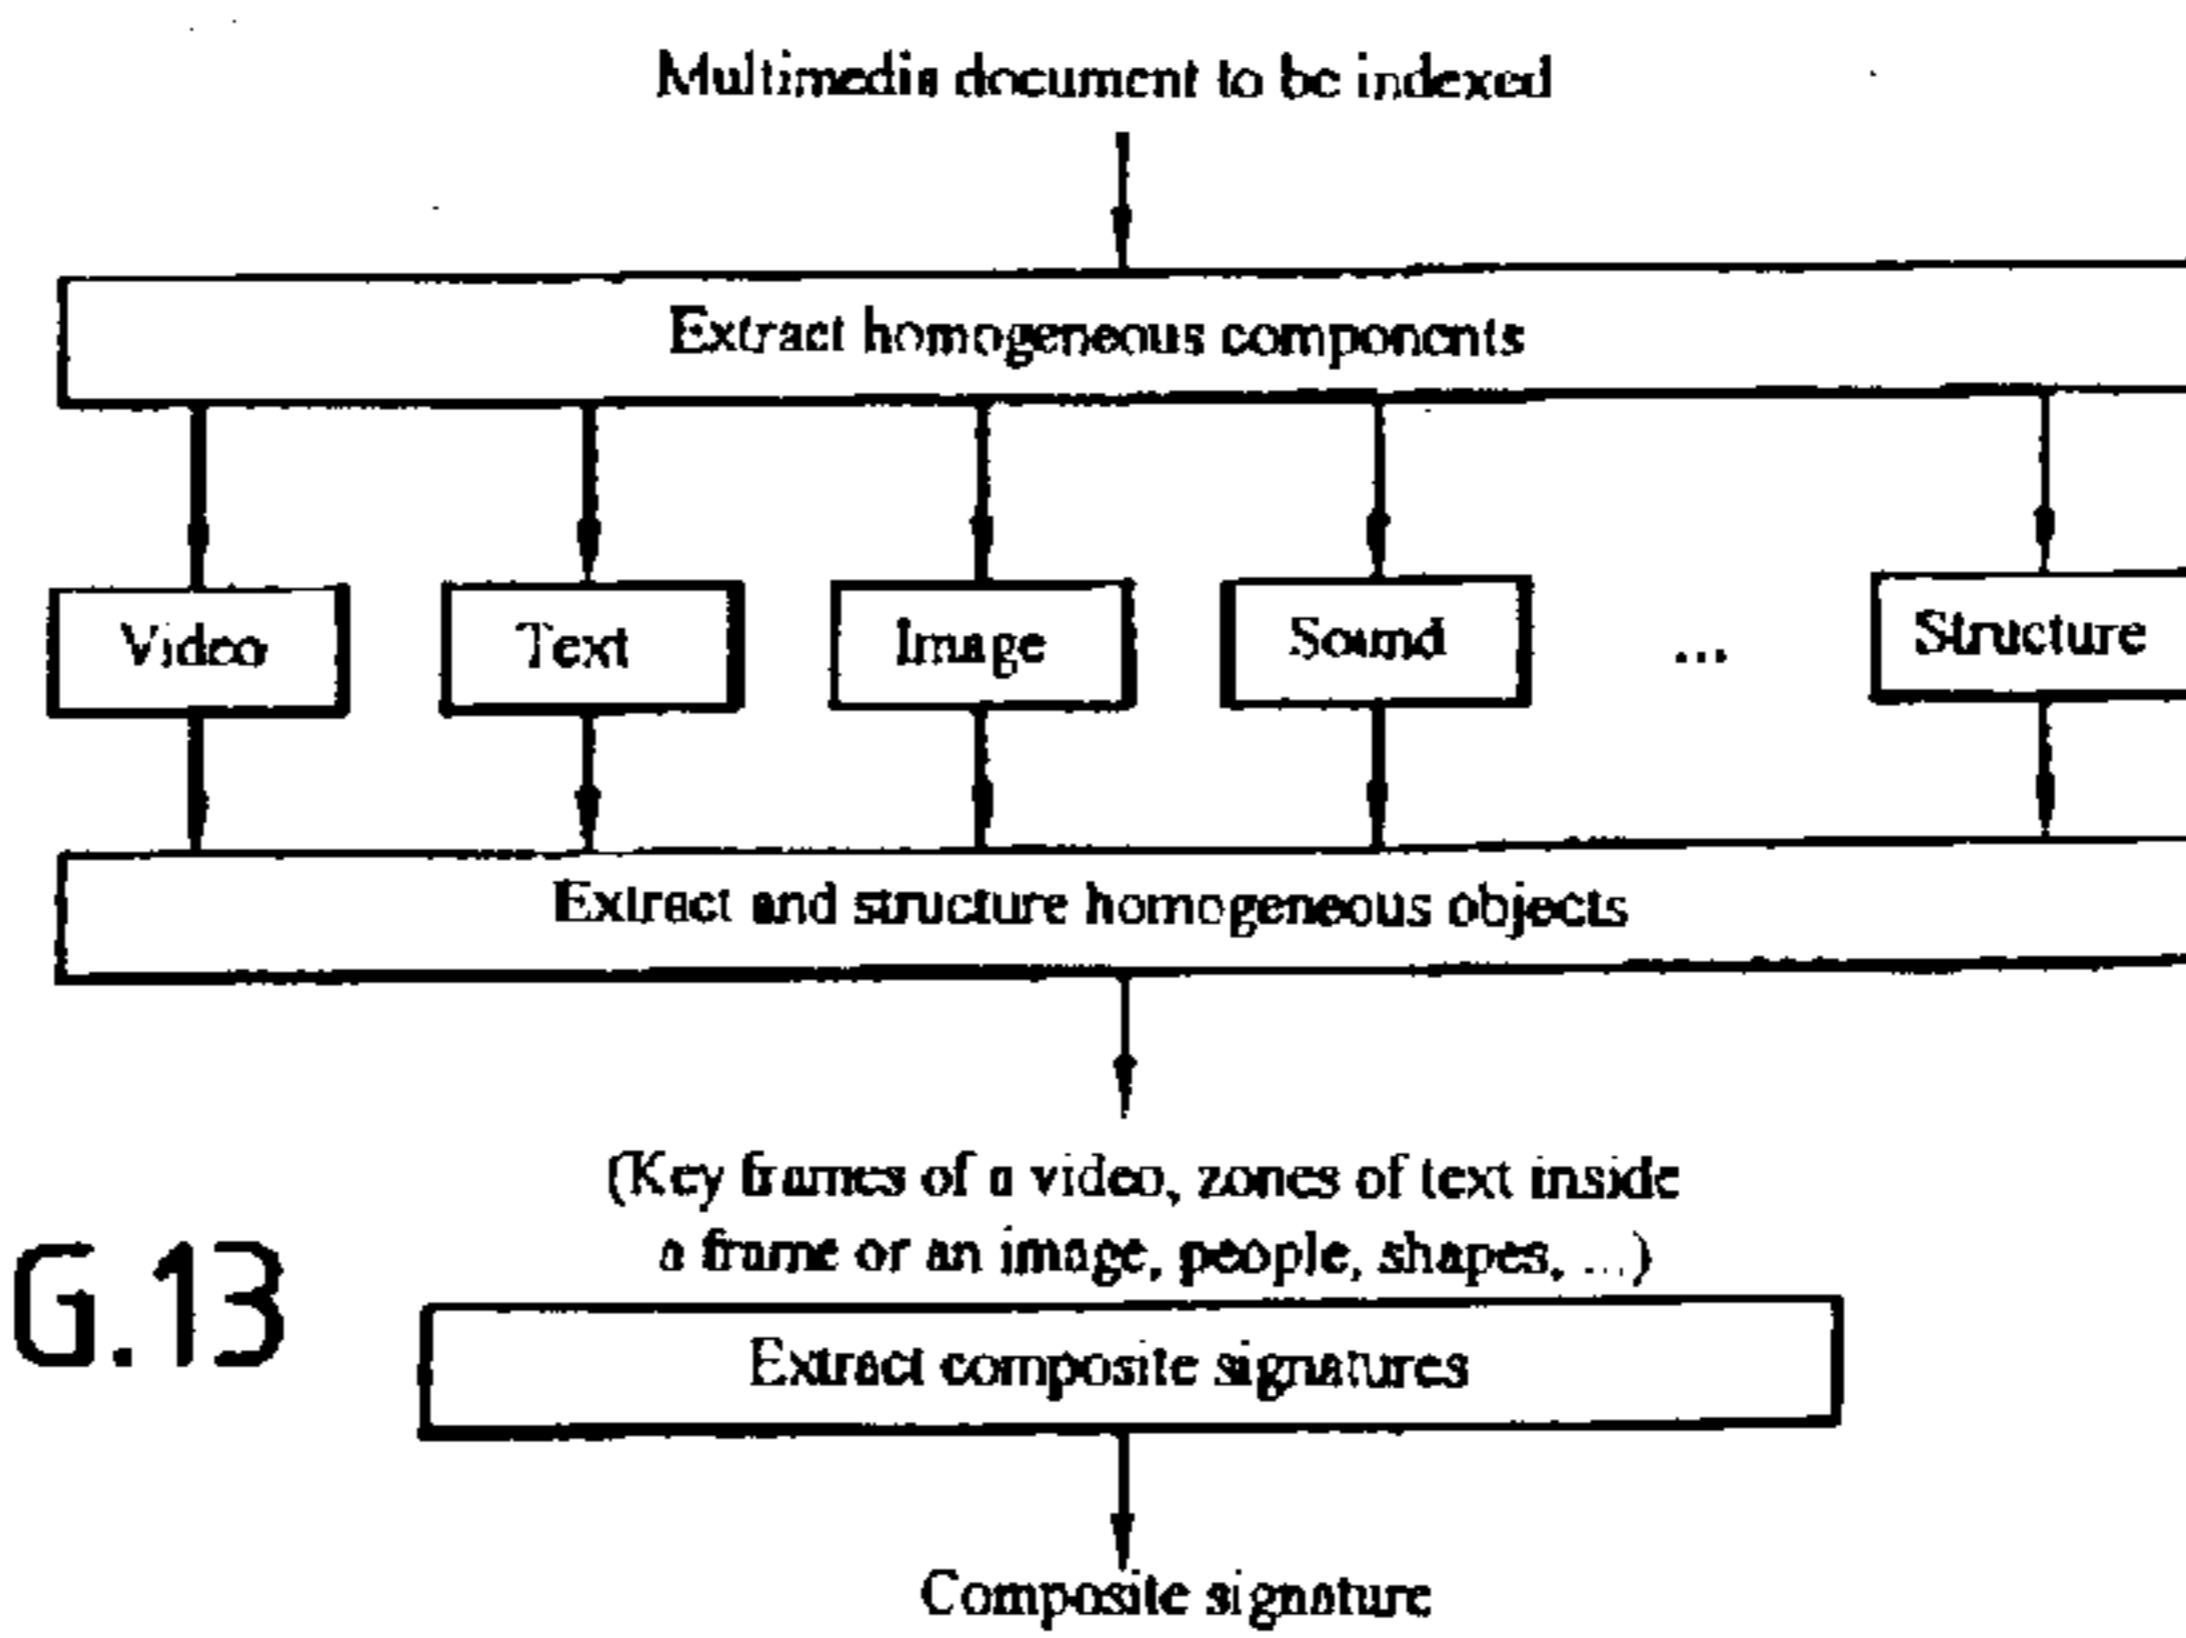 Multimedia document to be indexed
Extract homogeneous components
Video
Text
Image
Sound
...
Structure
Extract and structure homogeneous objects
(Key frames of a video, zones of text inside
a frame or an image, people, shapes, ...)
G.13
Extract composite signatures
Composite signature